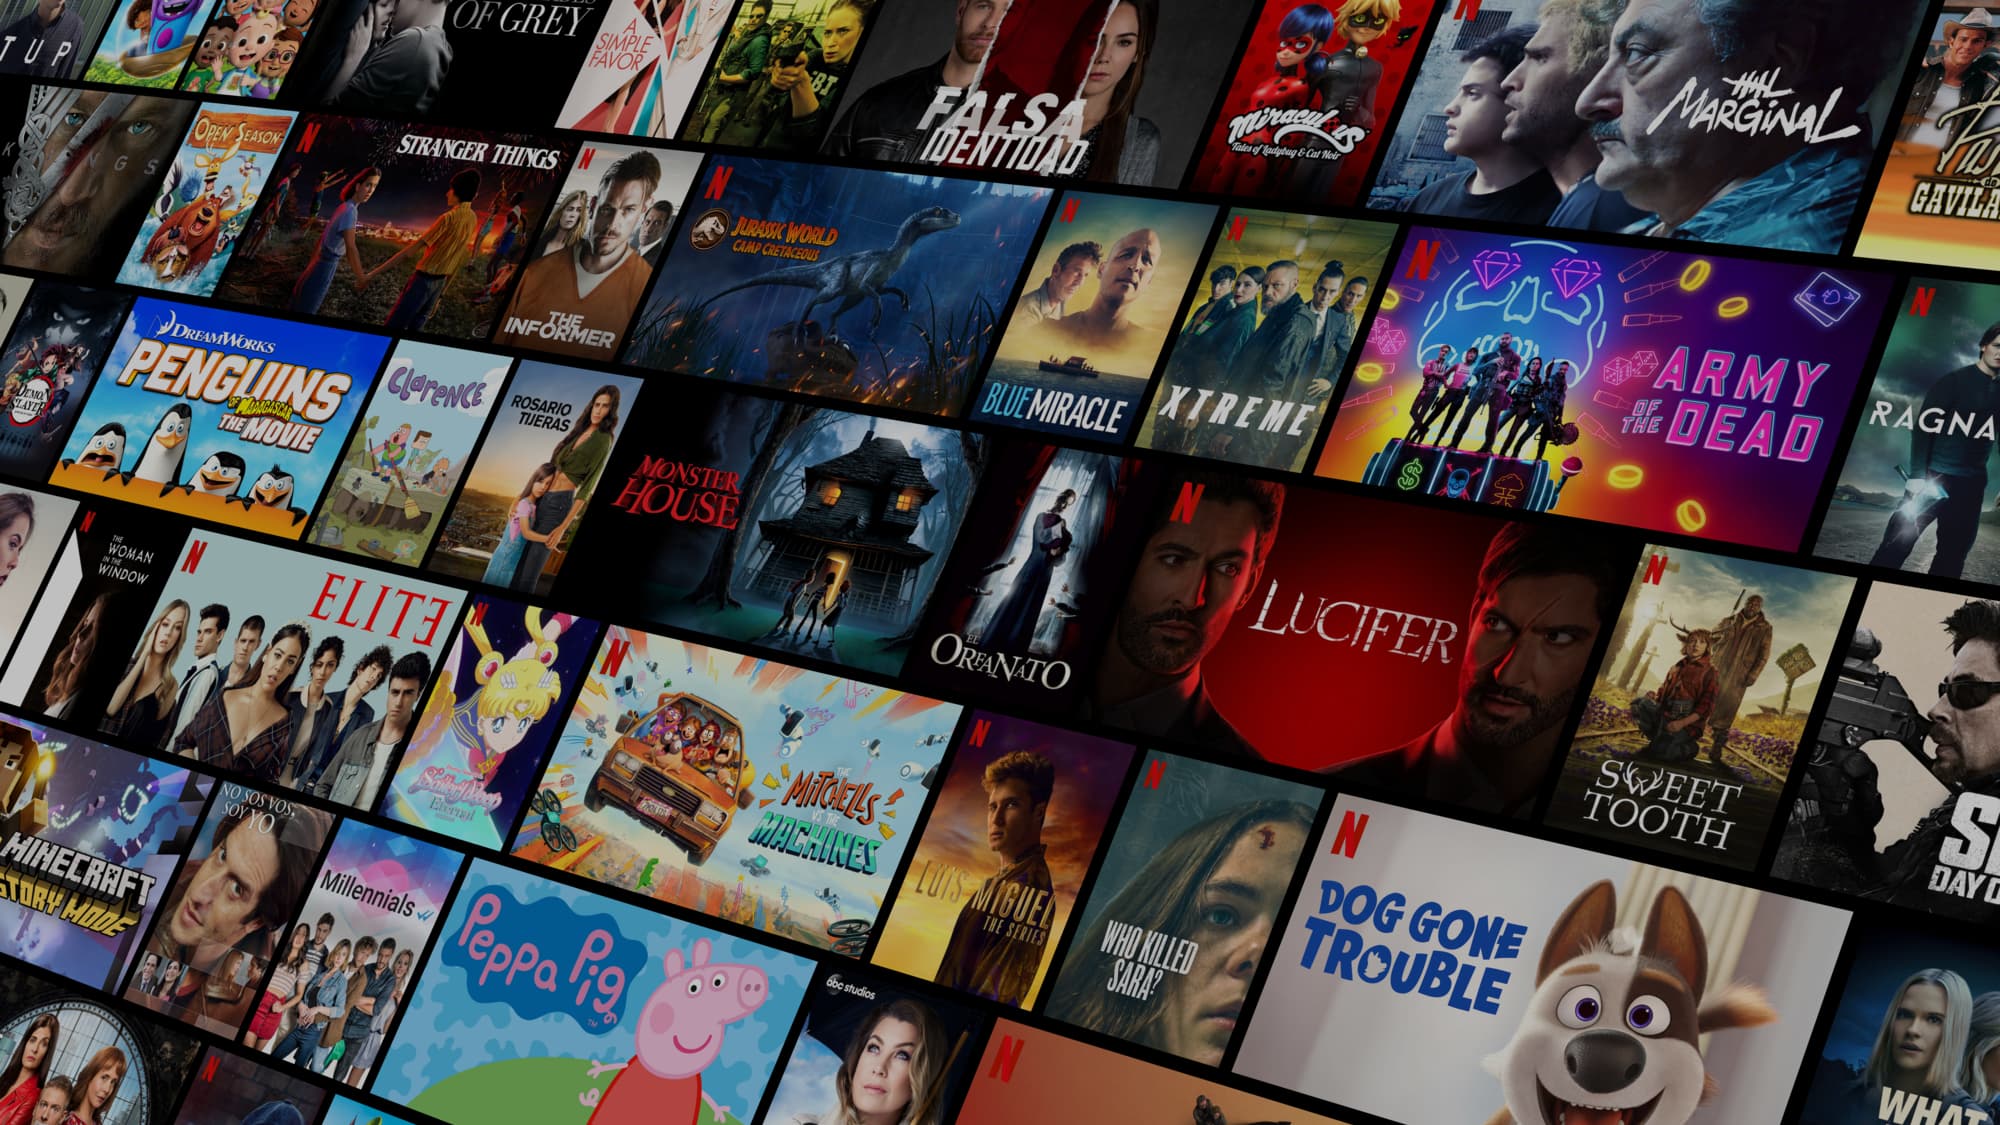 TUP
OF GREY
A
SIMPLE
FAVOR
FALSA
IDENTIDAD
Miraculous
Tales of Ladybug & Cat Noir
MARGINAL
GAVILA
NGS
OPEN SEASON
N
STRANGER THINGS
N
THE
INFORMER
N
JURASSIC WORLD
CAMP CRETACEOUS
N
BLUE MIRACLE
N
XTREME
N
ARMY
OF THE
DEAD
N
RAGNA
DEMON
SLAYER
DREAMWORKS
PENGUINS
OF MADAGASCAR
THE MOVIE
CLARENCE
ROSARIO
TIJERAS
MONSTER
HOUSE
EL
ORFANATO
N
LUCIFER
N
SWEET
TOOTH
S
DAY O
N
THE
WOMAN
IN THE
WINDOW
N
ELITE
N
Sailor Moon
Eternal
N
THE
MITCHELLS
VS THE
MACHINES
N
LUIS MIGUEL
THE SERIES
N
WHO KILLED
SARA?
N
DOG GONE
TROUBLE
WHAT
MINECRAFT
STORY MODE
NO SOS VOS,
SOY YO
Millennials
Peppa Pig
TM
abc studios
N
N